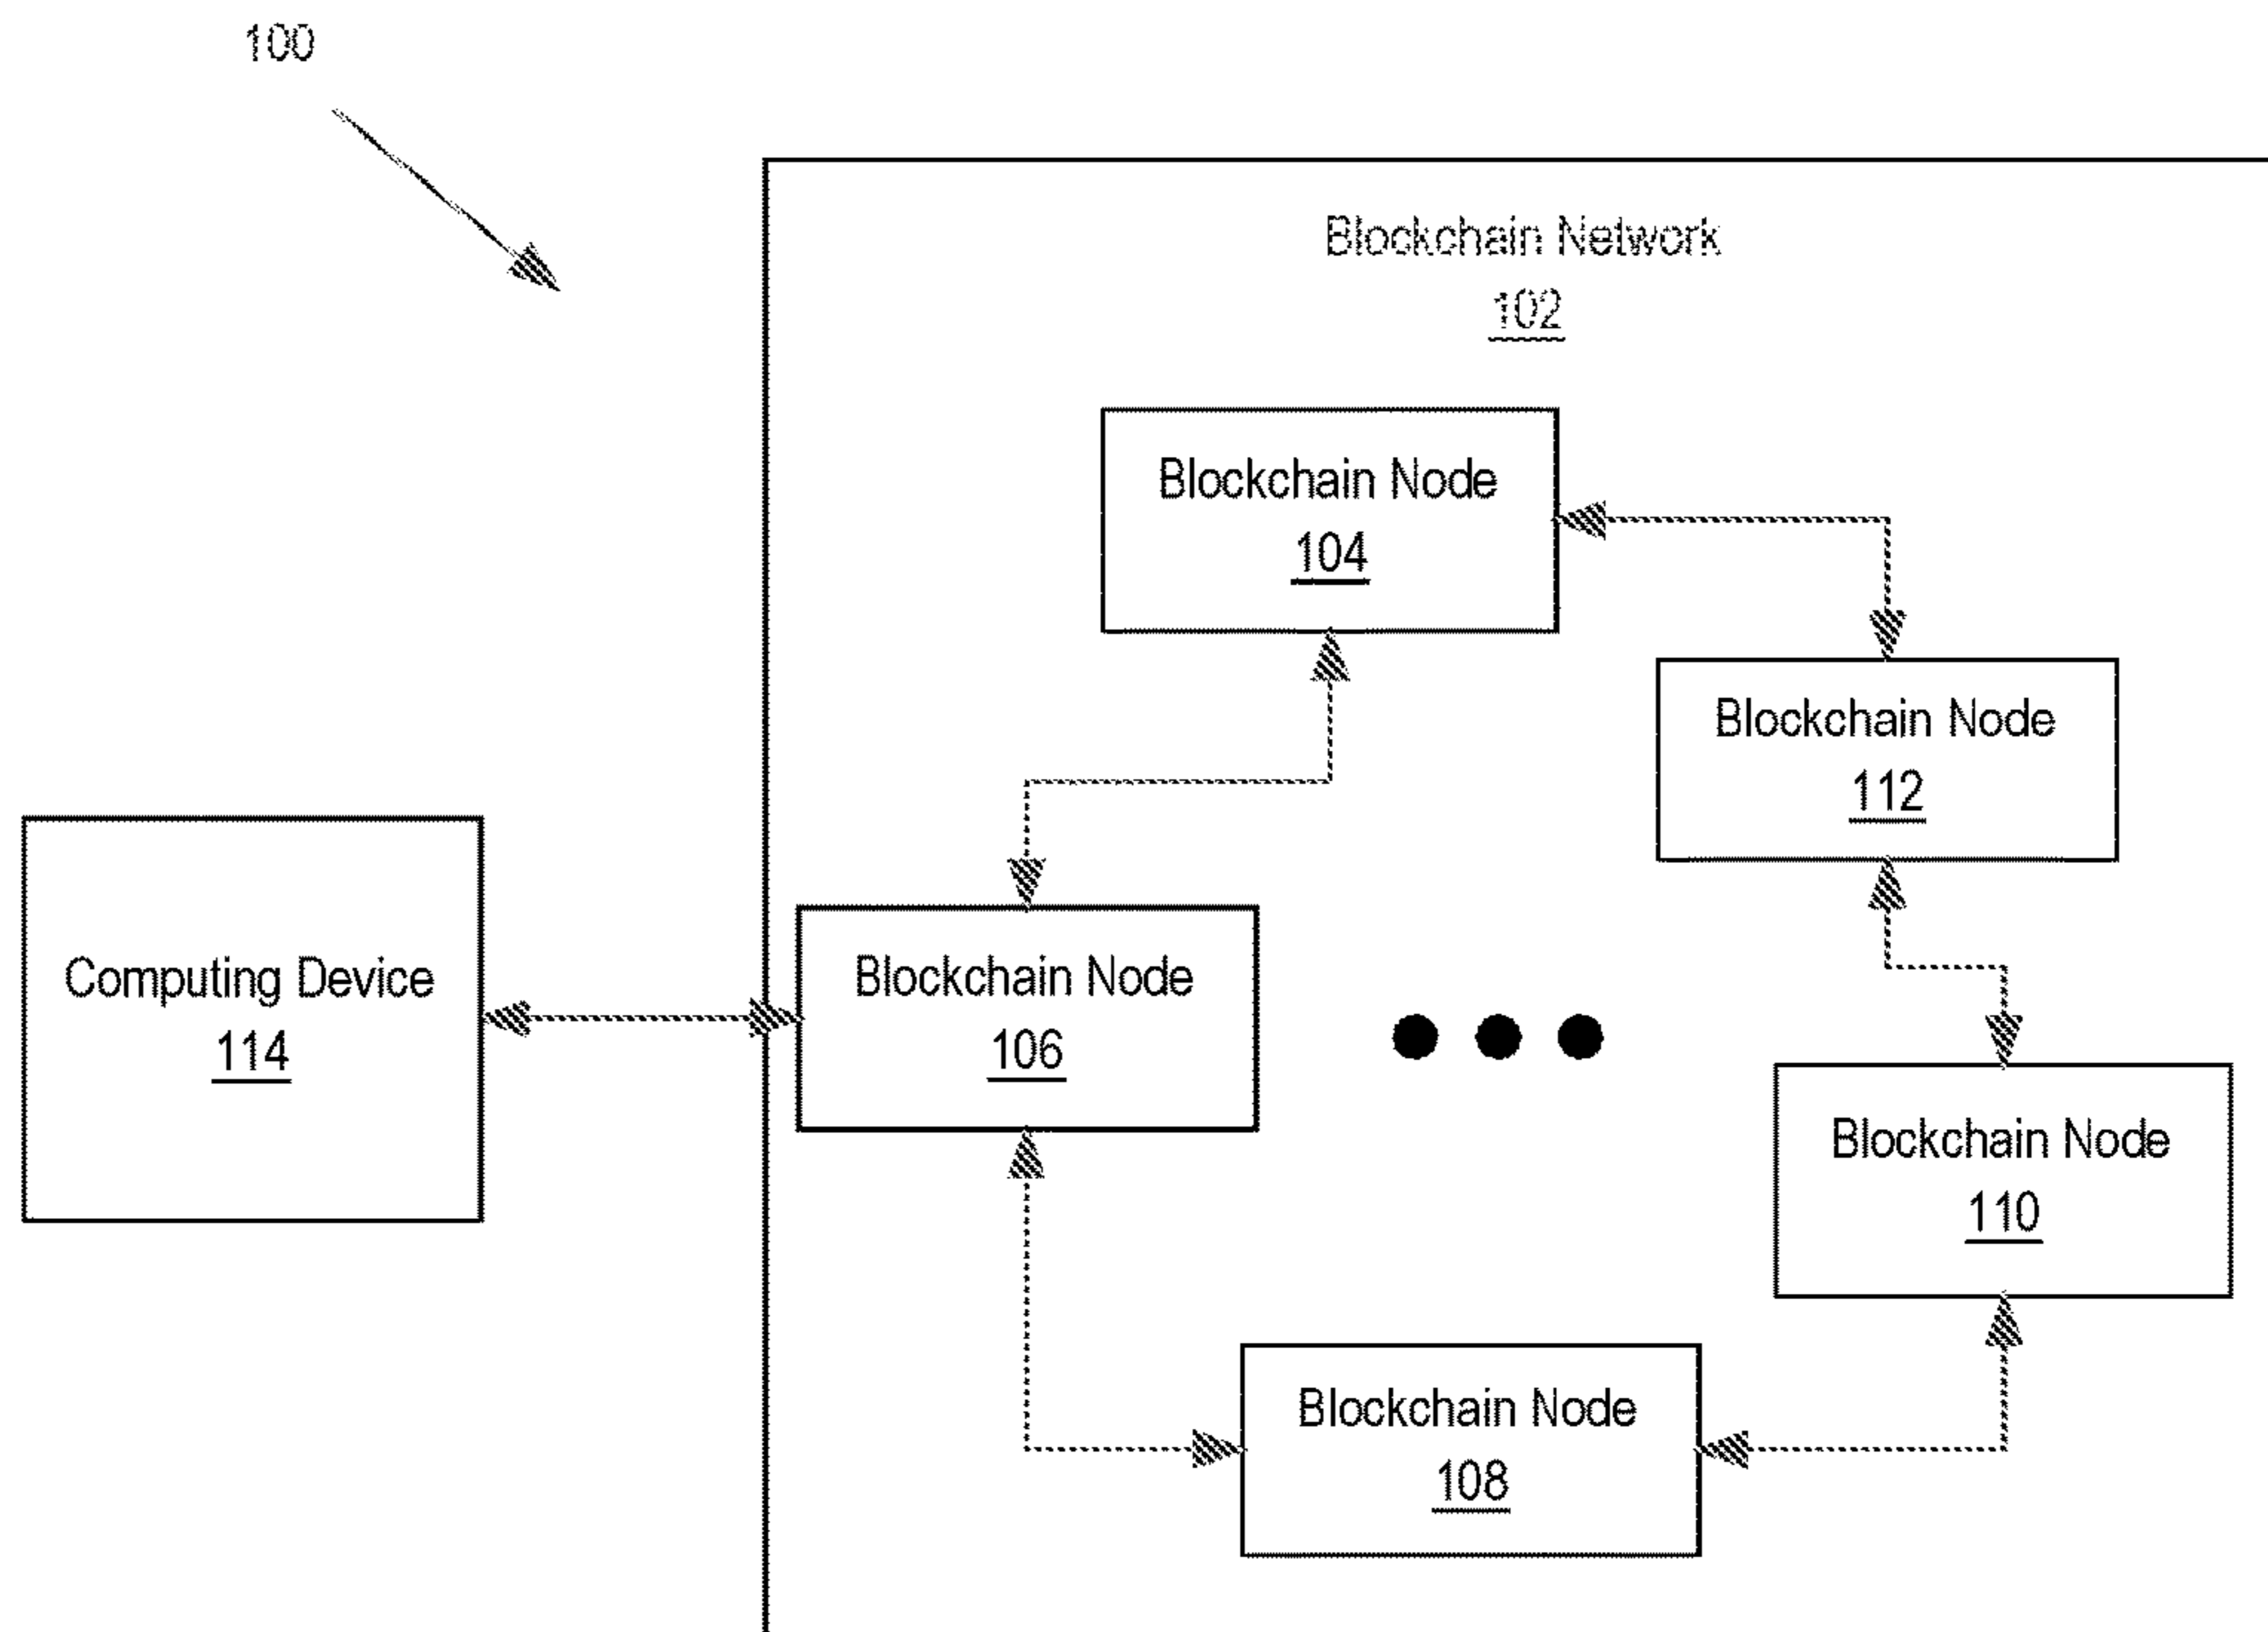 100
Blockchain Network
102
Blockchain Node
104
Blockchain Node
112
Computing Device
114
Blockchain Node
106
Blockchain Node
110
Blockchain Node
108